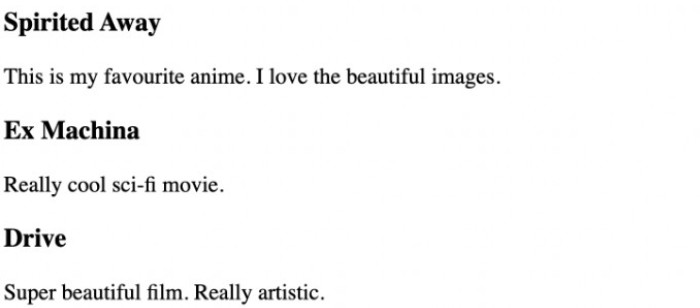 Spirited Away
This is my favourite anime. I love the beautiful images.
Ex Machina
Really cool sci-fi movie.
Drive
Super beautiful film. Really artistic.